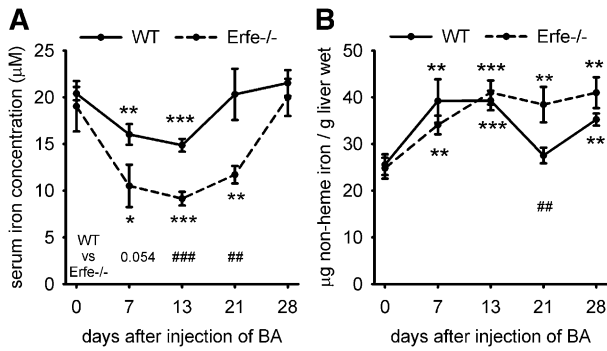 A
WT Erfe-/-
serum iron concentration (µM)
25
20
15
10
5
0
** ***
* *** **
WT
vs
Erfe-/-
0.054 ### ##
0 7 13 21 28
days after injection of BA
B
WT Erfe-/-
µg non-heme iron / g liver wet
50
40
30
20
10
0
** *** ** **
** *** **
##
0 7 13 21 28
days after injection of BA